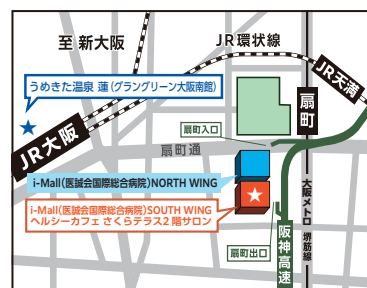 至 新大阪
JR環状線
うめきた温泉 蓮（グラングリーン大阪南館）
JR天満
扇町
扇町入口
JR大阪
扇町通
i-Mall（医誠会国際総合病院）NORTH WING
i-Mall（医誠会国際総合病院）SOUTH WING
ヘルシーカフェ さくらテラス2階サロン
大阪メトロ 堺筋線
阪神高速
扇町出口